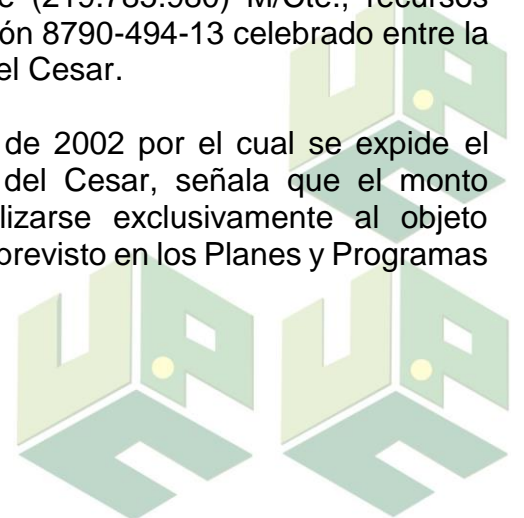 (219.785.980) M/Cte., recursos
ón 8790-494-13 celebrado entre la
el Cesar.
de 2002 por el cual se expide el
del Cesar, señala que el monto
lizarse exclusivamente al objeto
previsto en los Planes y Programas